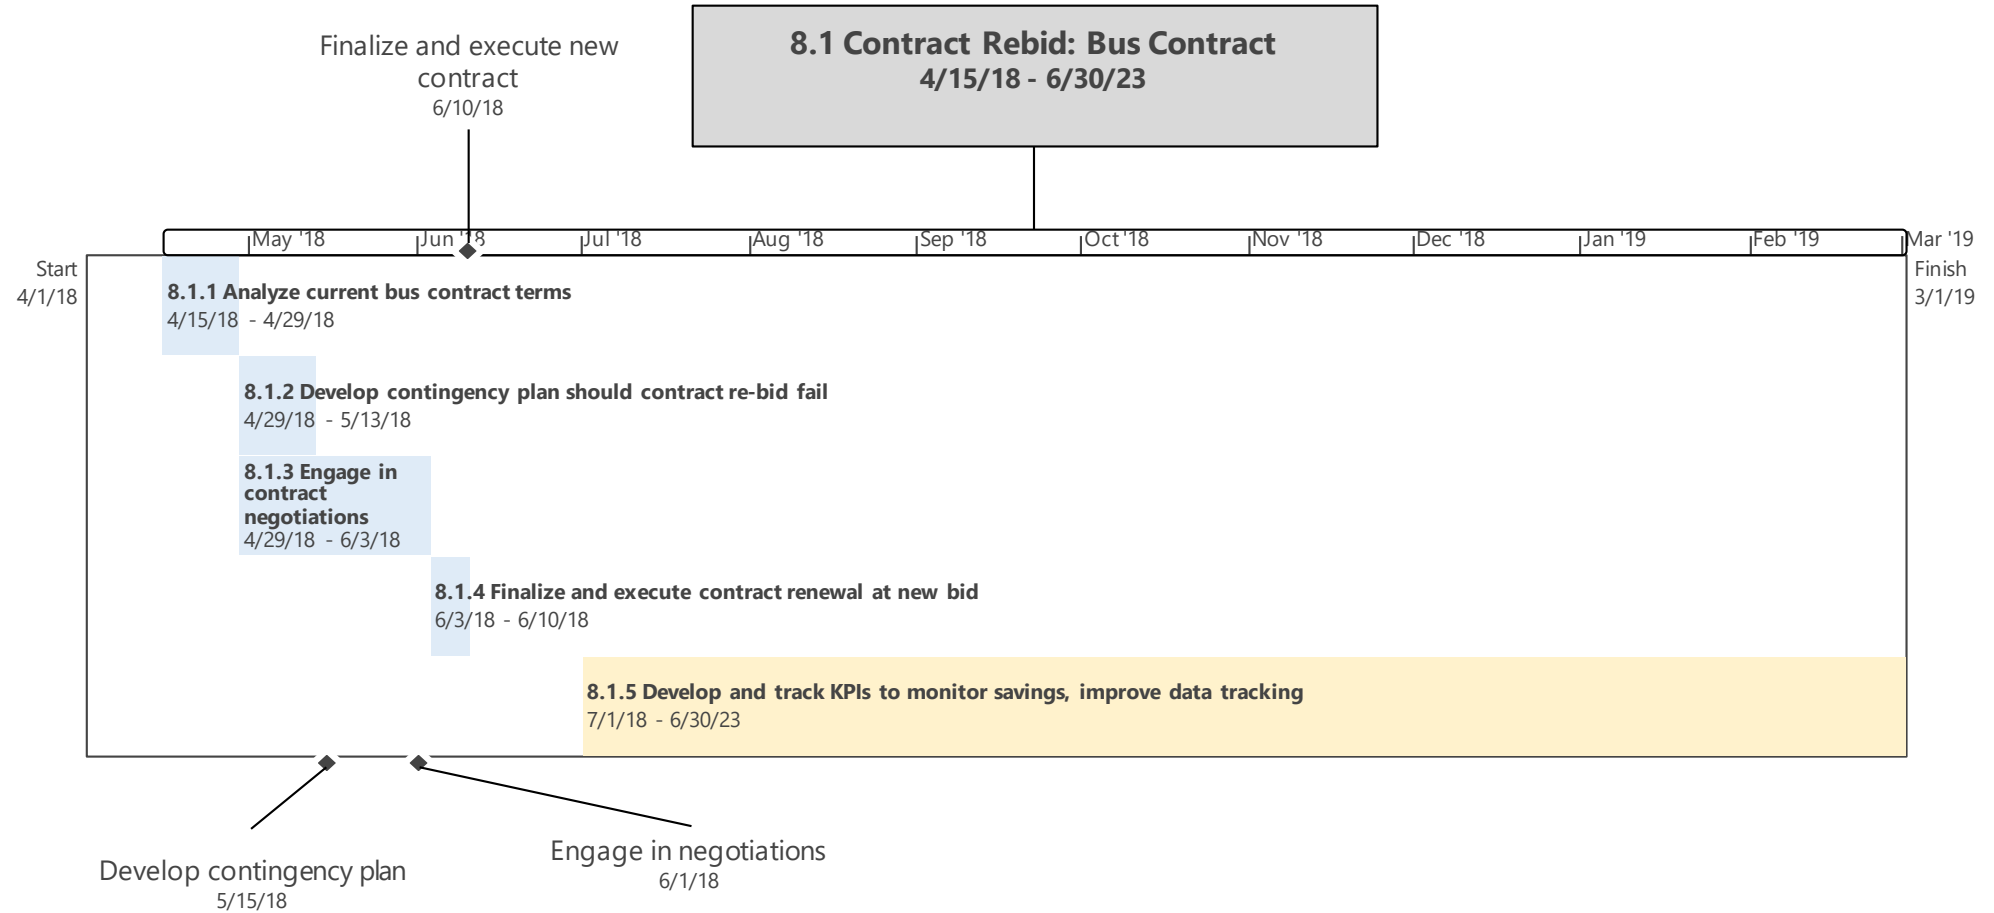 Finalize and execute new
contract
6/10/18
8.1 Contract Rebid: Bus Contract
4/15/18 - 6/30/23
May '18
Jun '18
Jul '18
Aug '18
Sep '18
Oct '18
Nov '18
Dec '18
Jan '19
Feb '19
Mar '19
Start
4/1/18
Finish
3/1/19
8.1.1 Analyze current bus contract terms
4/15/18 - 4/29/18
8.1.2 Develop contingency plan should contract re-bid fail
4/29/18 - 5/13/18
8.1.3 Engage in
contract
negotiations
4/29/18 - 6/3/18
8.1.4 Finalize and execute contract renewal at new bid
6/3/18 - 6/10/18
8.1.5 Develop and track KPIs to monitor savings, improve data tracking
7/1/18 - 6/30/23
Develop contingency plan
5/15/18
Engage in negotiations
6/1/18